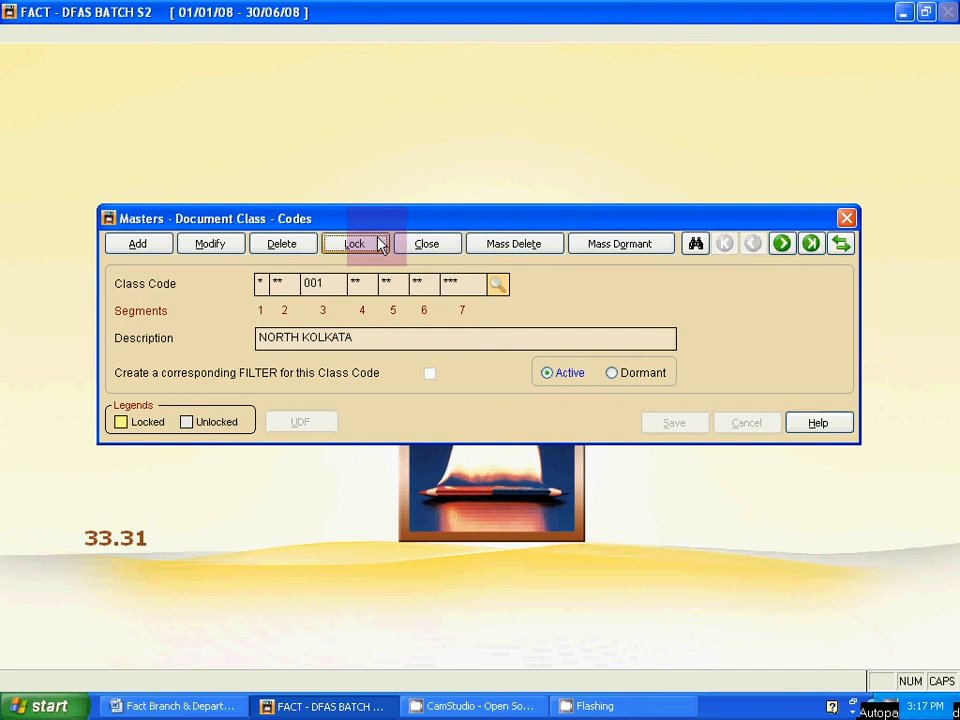 FACT - DFAS BATCH S2 [ 01/01/08 - 30/06/08 ]
Masters - Document Class - Codes
Add Modify Delete Lock Close Mass Delete Mass Dormant
Class Code * ** 001 ** ** ** ***
Segments 1 2 3 4 5 6 7
Description NORTH KOLKATA
Create a corresponding FILTER for this Class Code Active Dormant
Legends
Locked Unlocked UDF Save Cancel Help
33.31
NUM CAPS
start FACT Branch & Depart... FACT - DFAS BATCH ... CamStudio - Open So... Flashing 3:17 PM